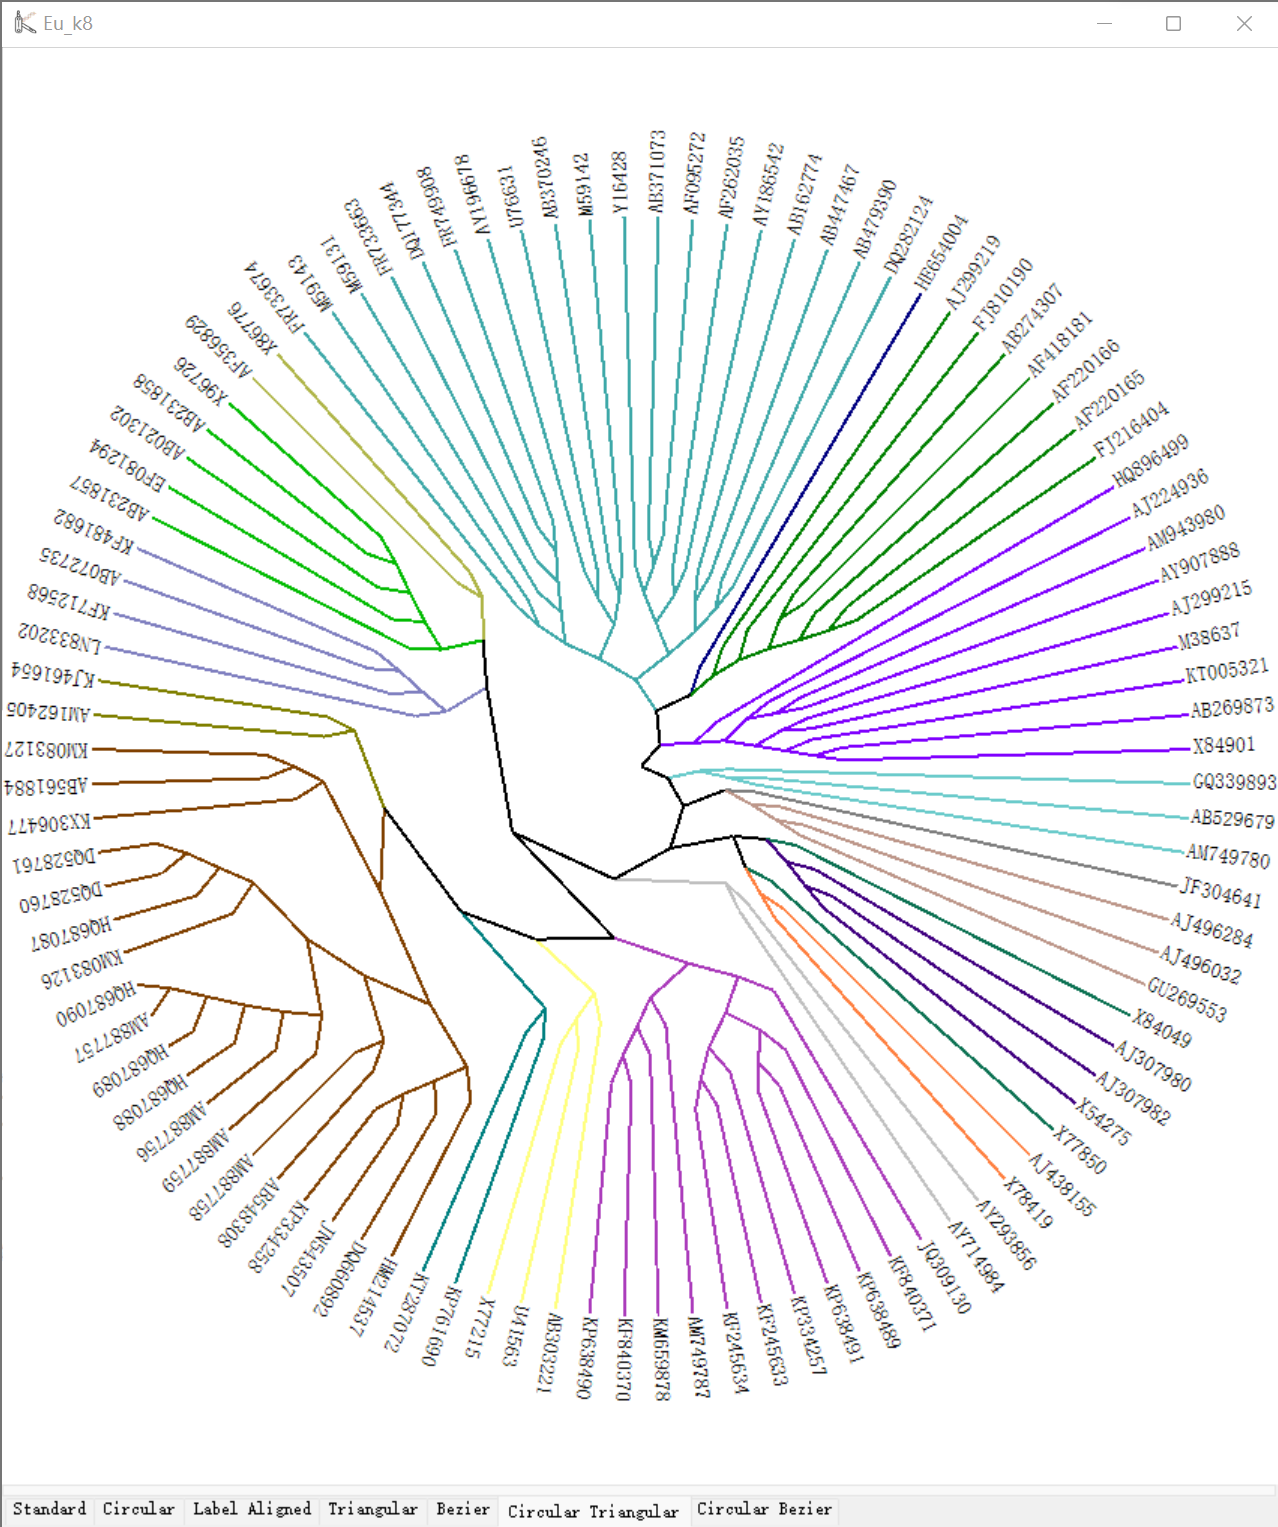 Eu_k8
AB371073
AF095272
AF262035
AY186542
AB162774
AB447467
AB479390
DQ282124
HE654004
AJ299219
FJ810190
AB274307
AF418181
AF220166
AF220165
FJ216404
HQ896499
AJ224936
AM943980
AY907888
AJ299215
M38637
KT005321
AB269873
X84901
GQ339893
AB529679
AM749780
JF304641
AJ496284
AJ496032
GU269553
X84049
AJ307980
AJ307982
X54275
X77850
AJ438155
X78419
AY293856
AY714984
JQ309130
KF840371
KP638489
KP638491
KP334257
KF245633
KF245634
AM749787
KM659878
KF840370
KP638490
AB303221
U41563
X77215
KP761690
KT287072
HM214537
DQ660892
JN543507
KP334258
AB548308
AM887758
AM887759
AM887756
HQ687088
HQ687089
AM887757
HQ687090
KM083126
HQ687087
DQ528760
DQ528761
KX306477
AB561884
KM083127
AM162405
KJ461654
LN833202
KF712568
AB072735
KF481682
AB231857
EF081294
AB021302
AB231858
X96726
AF356829
X86776
FR733674
M59143
M59131
FR733663
DQ177344
FR749908
AY196678
U76631
AB370246
M59142
Y16428
Standard
Circular
Label Aligned
Triangular
Bezier
Circular Triangular
Circular Bezier